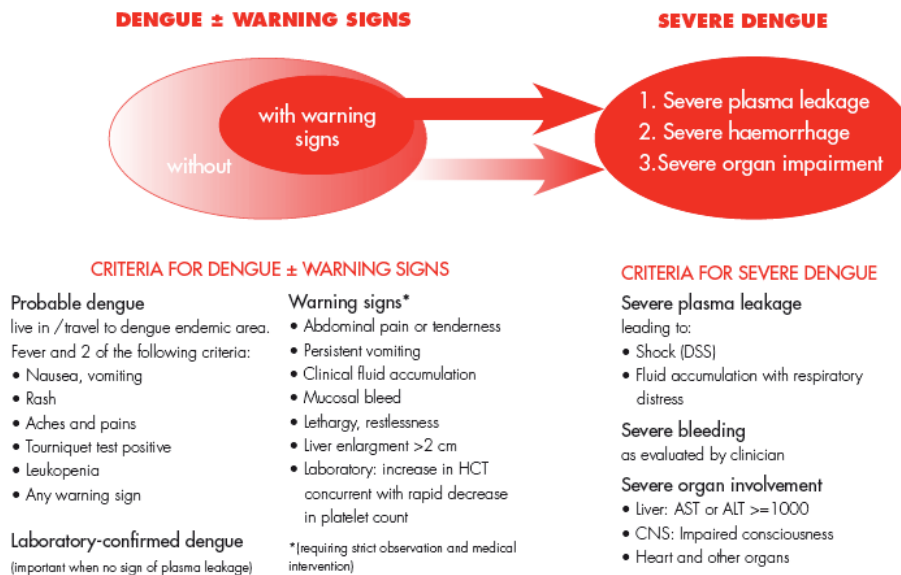 DENGUE ± WARNING SIGNS
SEVERE DENGUE
with warning
signs
without
1. Severe plasma leakage
2. Severe haemorrhage
3.Severe organ impairment
CRITERIA FOR DENGUE ± WARNING SIGNS
Probable dengue
live in /travel to dengue endemic area.
Fever and 2 of the following criteria:
• Nausea, vomiting
• Rash
• Aches and pains
• Tourniquet test positive
• Leukopenia
• Any warning sign
Laboratory-confirmed dengue
(important when no sign of plasma leakage)
Warning signs*
• Abdominal pain or tenderness
• Persistent vomiting
• Clinical fluid accumulation
• Mucosal bleed
• Lethargy, restlessness
• Liver enlargment >2 cm
• Laboratory: increase in HCT
concurrent with rapid decrease
in platelet count
*(requiring strict observation and medical
intervention)
CRITERIA FOR SEVERE DENGUE
Severe plasma leakage
leading to:
• Shock (DSS)
• Fluid accumulation with respiratory
distress
Severe bleeding
as evaluated by clinician
Severe organ involvement
• Liver: AST or ALT >=1000
• CNS: Impaired consciousness
• Heart and other organs